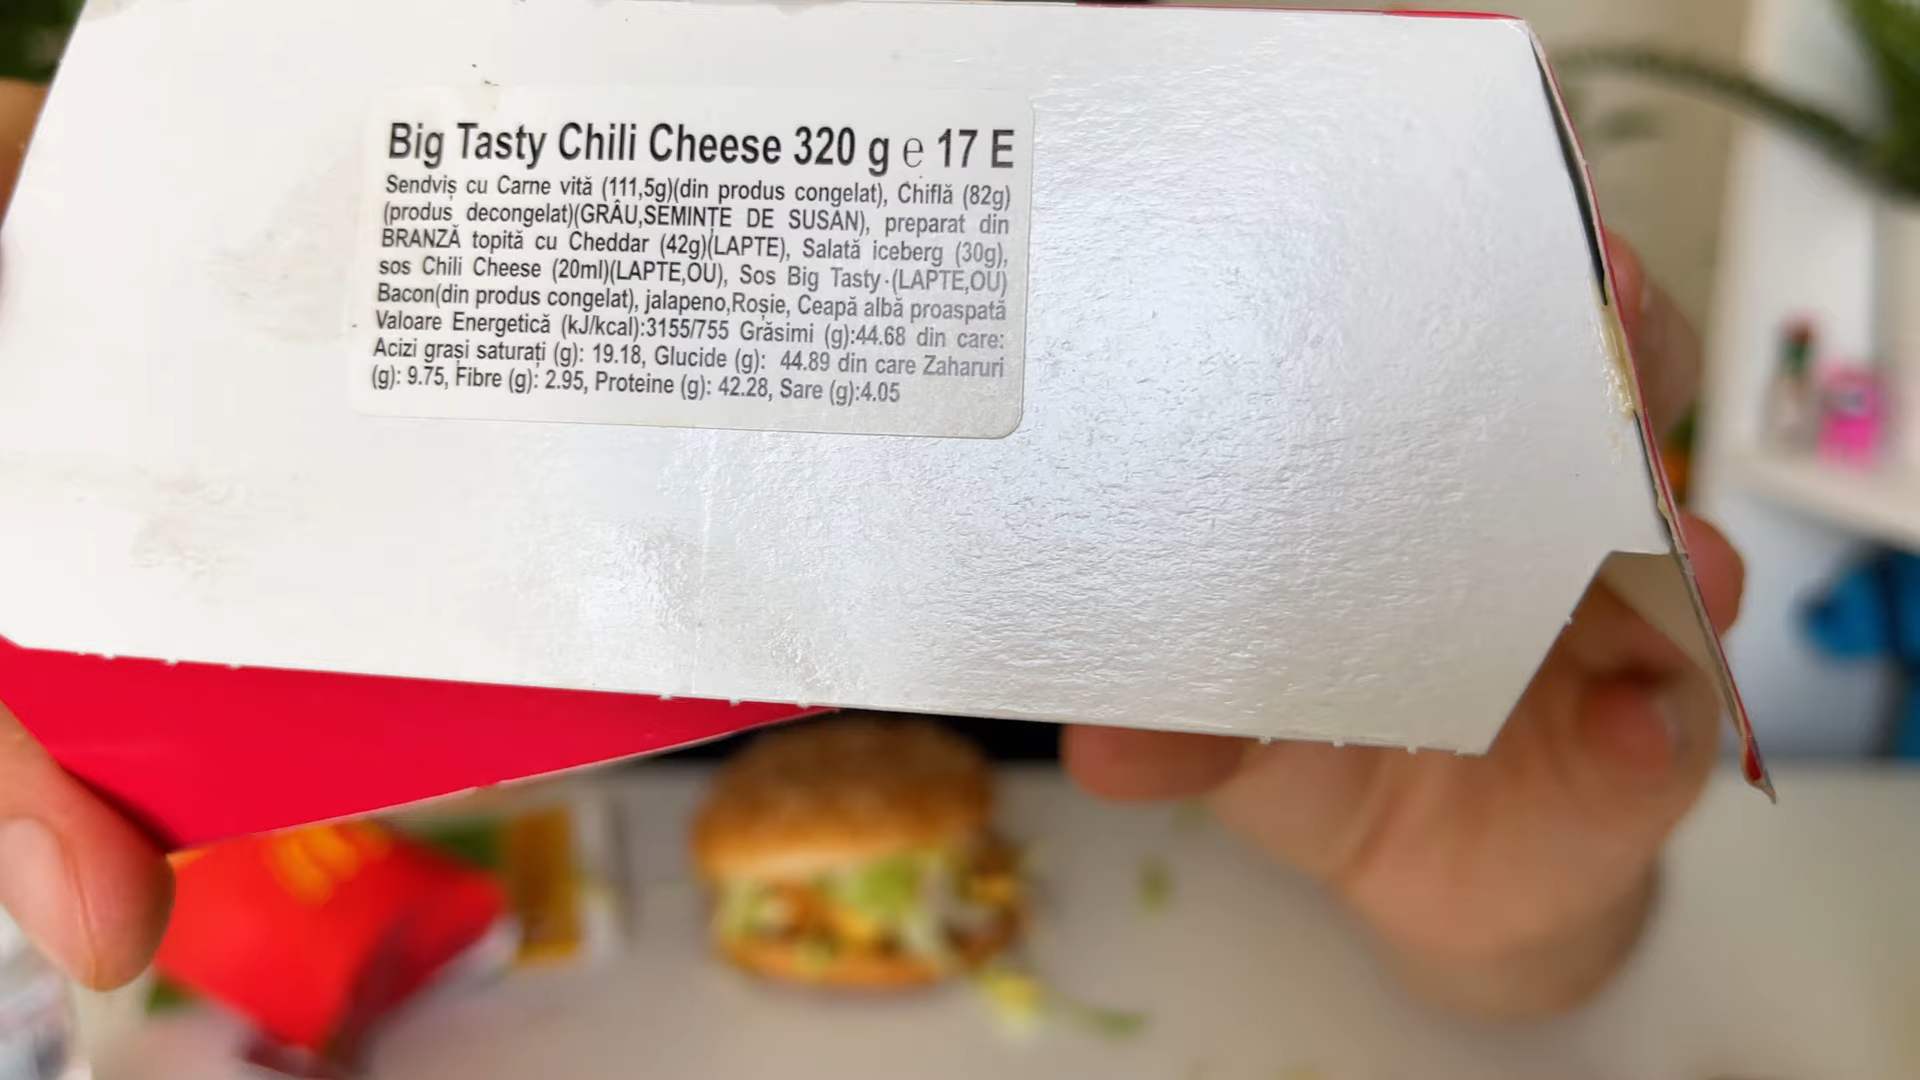 Big Tasty Chili Cheese 320 g ℮ 17 E
Sendviș cu Carne vită (111,5g)(din produs congelat), Chiflă (82g)
(produs decongelat)(GRÂU,SEMINȚE DE SUSAN), preparat din
BRANZĂ topită cu Cheddar (42g)(LAPTE), Salată iceberg (30g),
sos Chili Cheese (20ml)(LAPTE,OU), Sos Big Tasty (LAPTE,OU)
Bacon(din produs congelat), jalapeno,Roșie, Ceapă albă proaspată
Valoare Energetică (kJ/kcal):3155/755 Grăsimi (g):44.68 din care:
Acizi grași saturați (g): 19.18, Glucide (g): 44.89 din care Zaharuri
(g): 9.75, Fibre (g): 2.95, Proteine (g): 42.28, Sare (g):4.05